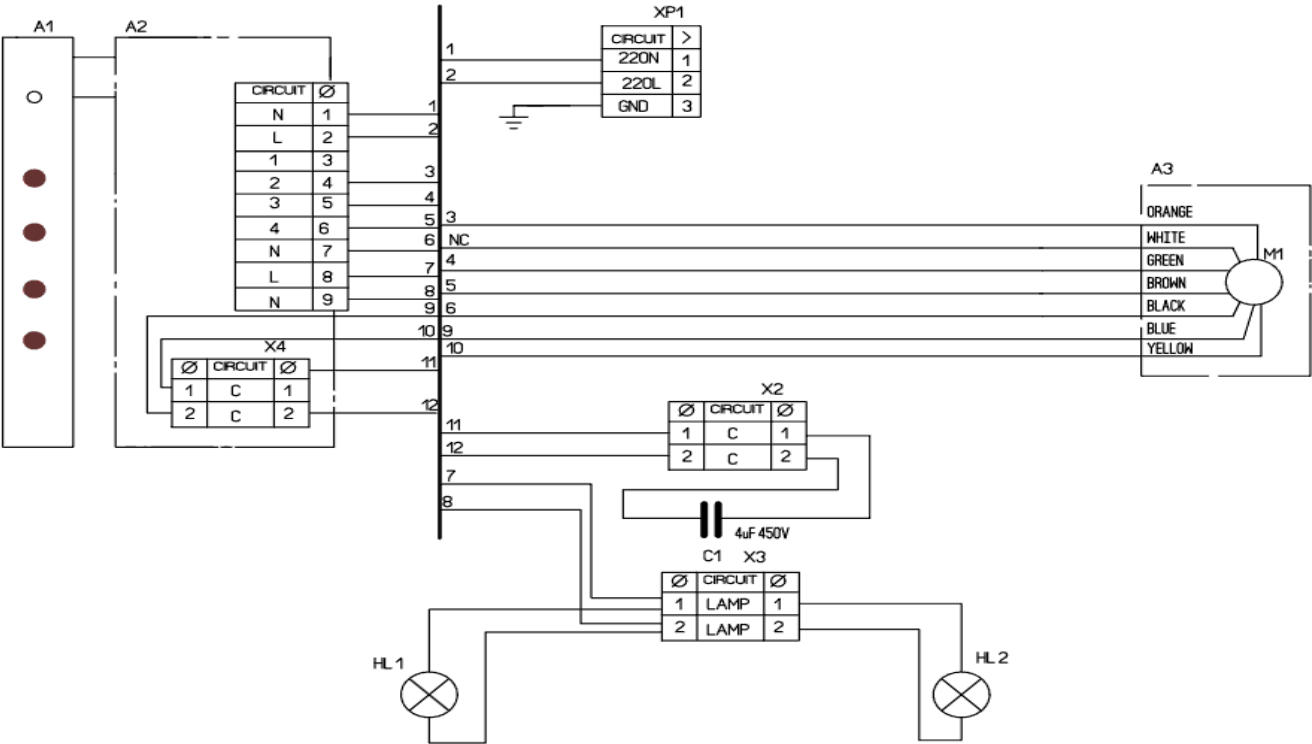 A1
A2
XP1
CIRCUIT >
220N 1
220L 2
GND 3
1
2
CIRCUIT Ø
N 1
L 2
1 3
2 4
3 5
4 6
N 7
L 8
N 9
1
2
3
4
5
6
7
8
9
10
11
12
3
NC
4
5
6
9
10
A3
ORANGE
WHITE
GREEN
BROWN
BLACK
BLUE
YELLOW
M1
X4
Ø CIRCUIT Ø
1 C 1
2 C 2
11
12
7
8
X2
Ø CIRCUIT Ø
1 C 1
2 C 2
4uF 450V
C1
X3
Ø CIRCUIT Ø
1 LAMP 1
2 LAMP 2
HL1
HL2